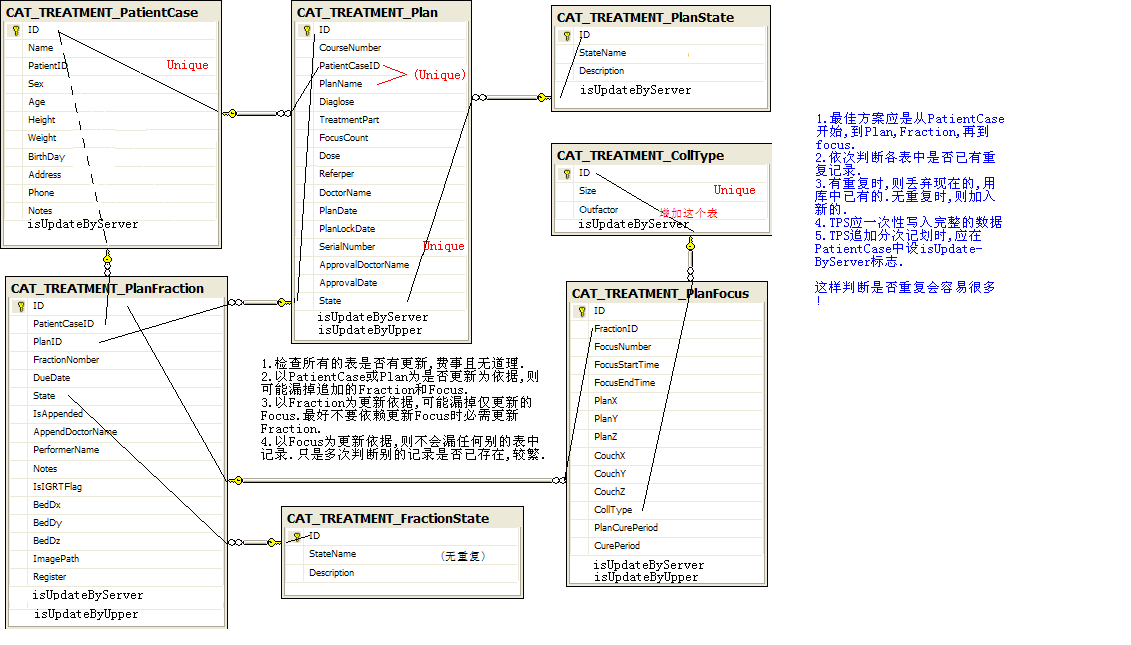 CAT_TREATMENT_PatientCase
ID
Name
PatientID
Unique
Sex
Age
Height
Weight
BirthDay
Address
Phone
Notes
isUpdateByServer
CAT_TREATMENT_Plan
ID
CourseNumber
PatientCaseID
(Unique)
PlanName
Diaglose
TreatmentPart
FocusCount
Dose
Referper
DoctorName
PlanDate
PlanLockDate
SerialNumber
Unique
ApprovalDoctorName
ApprovalDate
State
isUpdateByServer
isUpdateByUpper
CAT_TREATMENT_PlanState
ID
StateName
Description
isUpdateByServer
CAT_TREATMENT_CollType
ID
Size
Unique
Outfactor
增加这个表
isUpdateByServer
1.最佳方案应是从PatientCase
开始,到Plan,Fraction,再到
focus.
2.依次判断各表中是否已有重
复记录.
3.有重复时,则丢弃现在的,用
库中已有的.无重复时,则加入
新的.
4.TPS应一次性写入完整的数据
5.TPS追加分次记划时,应在
PatientCase中设isUpdate-
ByServer标志.
这样判断是否重复会容易很多
!
CAT_TREATMENT_PlanFraction
ID
PatientCaseID
PlanID
FractionNomber
DueDate
State
IsAppended
AppendDoctorName
PerformerName
Notes
IsIGRTFlag
BedDx
BedDy
BedDz
ImagePath
Register
isUpdateByServer
isUpdateByUpper
1.检查所有的表是否有更新,费事且无道理.
2.以PatientCase或Plan为是否更新为依据,则
可能漏掉追加的Fraction和Focus.
3.以Fraction为更新依据,可能漏掉仅更新的
Focus.最好不要依赖更新Focus时必需更新
Fraction.
4.以Focus为更新依据,则不会漏任何别的表中
记录.只是多次判断别的记录是否已存在,较繁.
CAT_TREATMENT_FractionState
ID
StateName
(无重复)
Description
CAT_TREATMENT_PlanFocus
ID
FractionID
FocusNumber
FocusStartTime
FocusEndTime
PlanX
PlanY
PlanZ
CouchX
CouchY
CouchZ
CollType
PlanCurePeriod
CurePeriod
isUpdateByServer
isUpdateByUpper